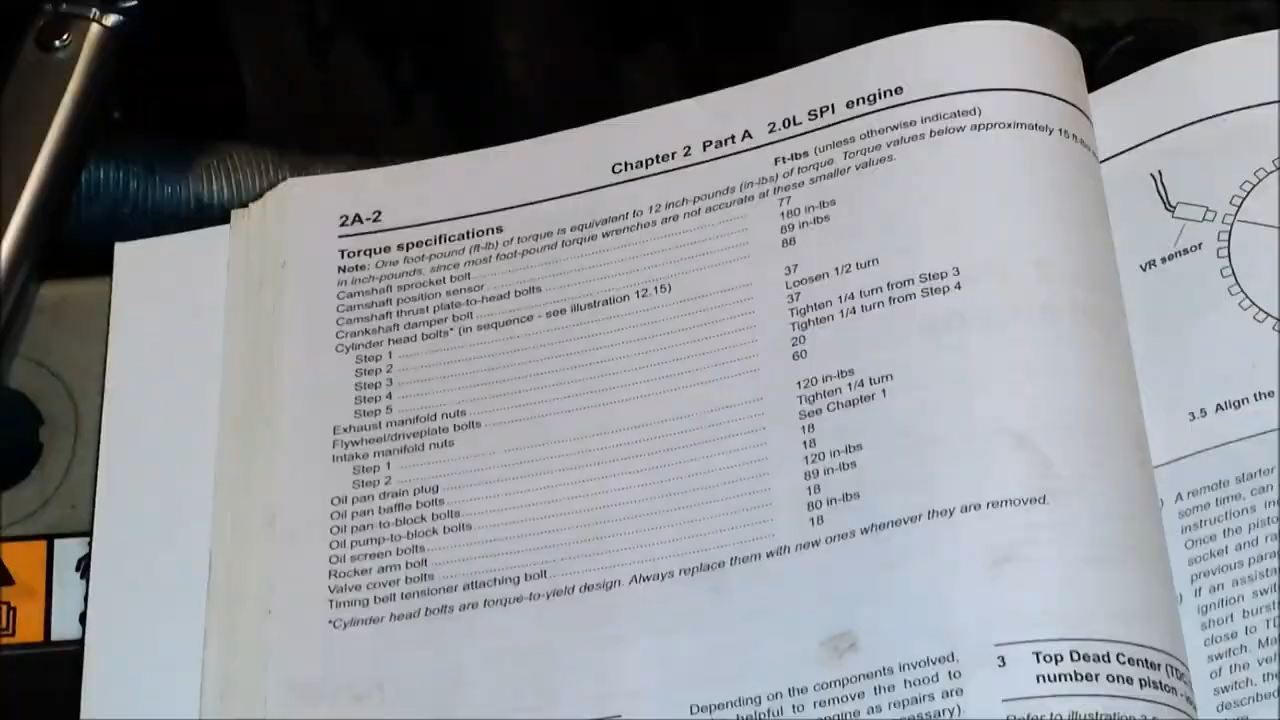 Chapter 2 Part A 2.0L SPI engine
2A-2
Torque specifications
Ft-lbs (unless otherwise indicated)
Note: One foot-pound (ft-lb) of torque is equivalent to 12 inch-pounds (in-lbs) of torque. Torque values below approximately 15 ft-lbs
in inch-pounds, since most foot-pound torque wrenches are not accurate at these smaller values.
Camshaft sprocket bolt 77
Camshaft position sensor 180 in-lbs
Camshaft thrust plate-to-head bolts 89 in-lbs
Crankshaft damper bolt 86
Cylinder head bolts* (in sequence - see illustration 12.15)
Step 1 37
Step 2 Loosen 1/2 turn
Step 3 37
Step 4 Tighten 1/4 turn from Step 3
Step 5 Tighten 1/4 turn from Step 4
Exhaust manifold nuts 20
Flywheel/driveplate bolts 60
Intake manifold nuts
Step 1 120 in-lbs
Step 2 Tighten 1/4 turn
Oil pan drain plug See Chapter 1
Oil pan baffle bolts 18
Oil pan-to-block bolts 18
Oil pump-to-block bolts 120 in-lbs
Oil screen bolts 89 in-lbs
Rocker arm bolt 18
Valve cover bolts 80 in-lbs
Timing belt tensioner attaching bolt 18
*Cylinder head bolts are torque-to-yield design. Always replace them with new ones whenever they are removed.
Depending on the components involved,
helpful to remove the hood to
engine as repairs are
3 Top Dead Center (TDC
number one piston -
Refer to illustration
VR sensor
3.5 Align the
A remote starter
some time, can
instructions
Once the
socket and
previous
if an
ignition
short
close to
switch.
of the
switch,
described